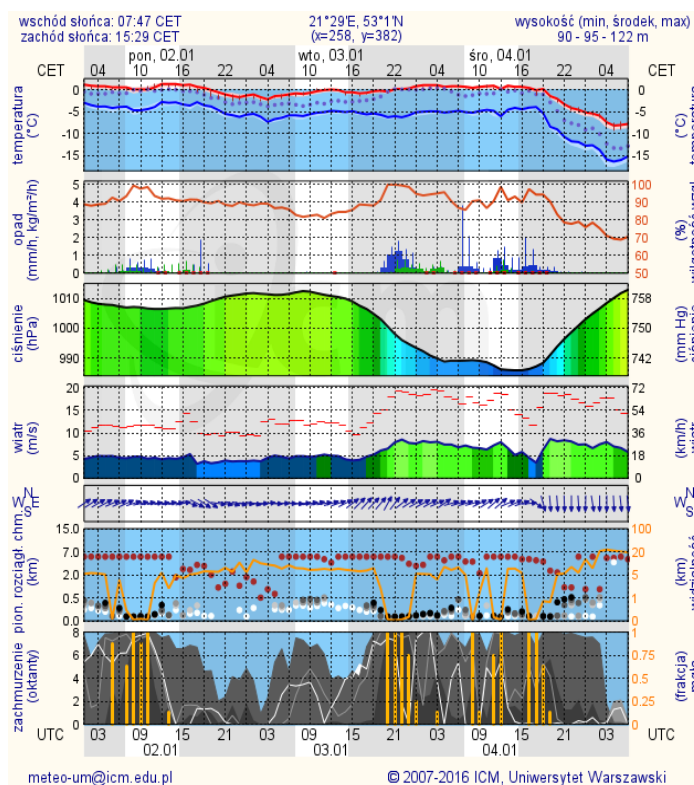 wschód słońca: 07:47 CET 21°29'E, 53°1'N wysokość (min, środek, max)
zachód słońca: 15:29 CET (x=258, y=382) 90 - 95 - 122 m
pon, 02.01 wto, 03.01 śro, 04.01
CET 04 10 16 22 04 10 16 22 04 10 16 22 04 CET
temperatura (°C)
0 0
-5 -5
-10 -10
-15 -15
(°C)
opad (mm/h, kg/m²/h)
5 100
4 90
3 80
2 70
1 60
0 50
(%)
ciśnienie (hPa)
1010 758
1000 750
990 742
(mm Hg)
wiatr (m/s)
20 72
15 54
10 36
5 18
0 0
(km/h)
N
W E
S
N
W
S
pion. rozciągł. chm. (km)
15.0 100
7.0 20
2.0 5
0.5 1
0.0 0
(km)
zachmurzenie (oktanty)
8 1
6 0.75
4 0.5
2 0.25
0 0
(frakcja)
UTC 03 09 15 21 03 09 15 21 03 09 15 21 03 UTC
02.01 03.01 04.01
meteo-um@icm.edu.pl © 2007-2016 ICM, Uniwersytet Warszawski